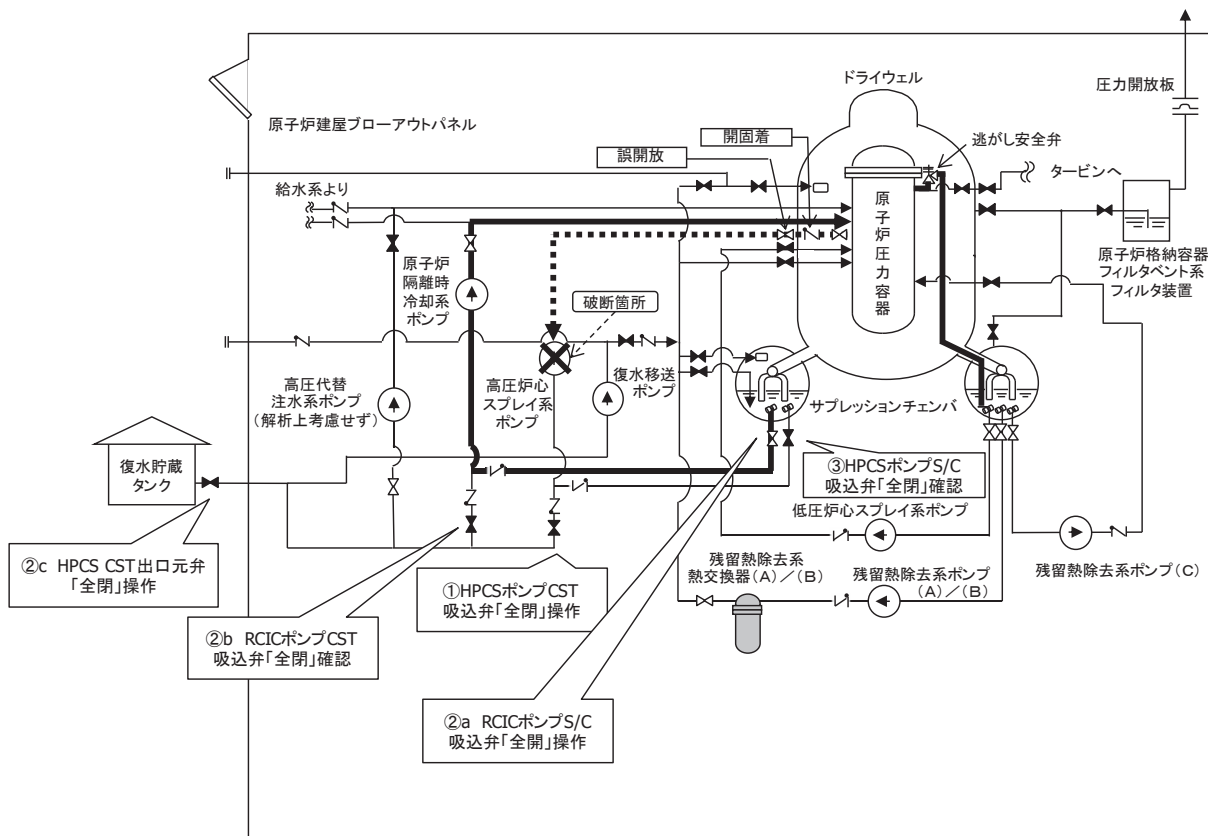 ドライウェル
圧力開放板
原子炉建屋ブローアウトパネル
開固着
逃がし安全弁
誤開放
タービンへ
給水系より
原子炉圧力容器
原子炉
隔離時
冷却系
ポンプ
原子炉格納容器
フィルタベント系
フィルタ装置
破断箇所
高圧代替
注水系ポンプ
(解析上考慮せず)
高圧炉心
スプレイ系
ポンプ
復水移送
ポンプ
サプレッションチェンバ
復水貯蔵
タンク
③HPCSポンプS/C
吸込弁「全閉」確認
低圧炉心スプレイ系ポンプ
②c HPCS CST出口元弁
「全閉」操作
①HPCSポンプCST
吸込弁「全閉」操作
残留熱除去系
熱交換器(A)/(B)
残留熱除去系ポンプ
(A)/(B)
残留熱除去系ポンプ(C)
②b RCICポンプCST
吸込弁「全閉」確認
②a RCICポンプS/C
吸込弁「全開」操作